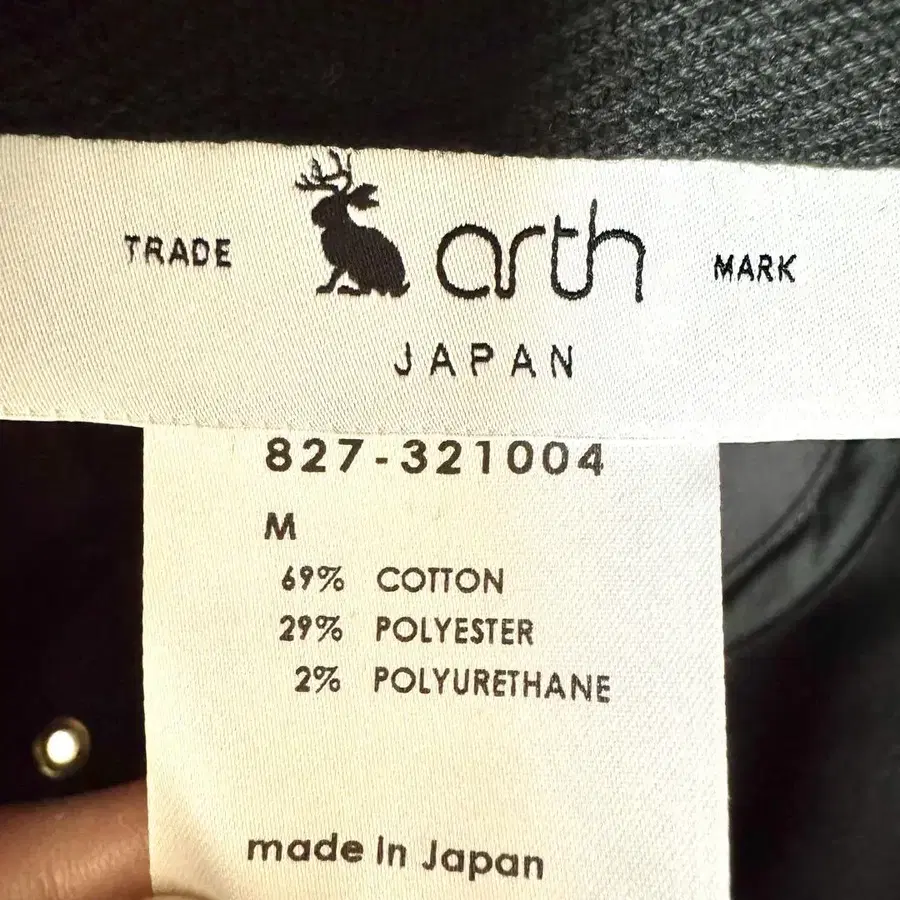 TRADE arth MARK
JAPAN
827-321004
M
69% COTTON
29% POLYESTER
2% POLYURETHANE
made in Japan